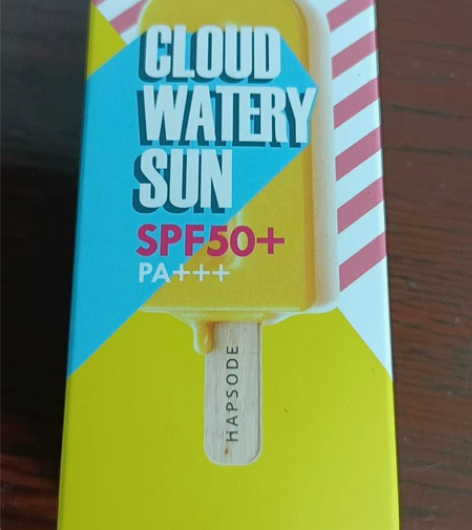 CLOUD
WATERY
SUN
SPF50+
PA+++
HAPSODE